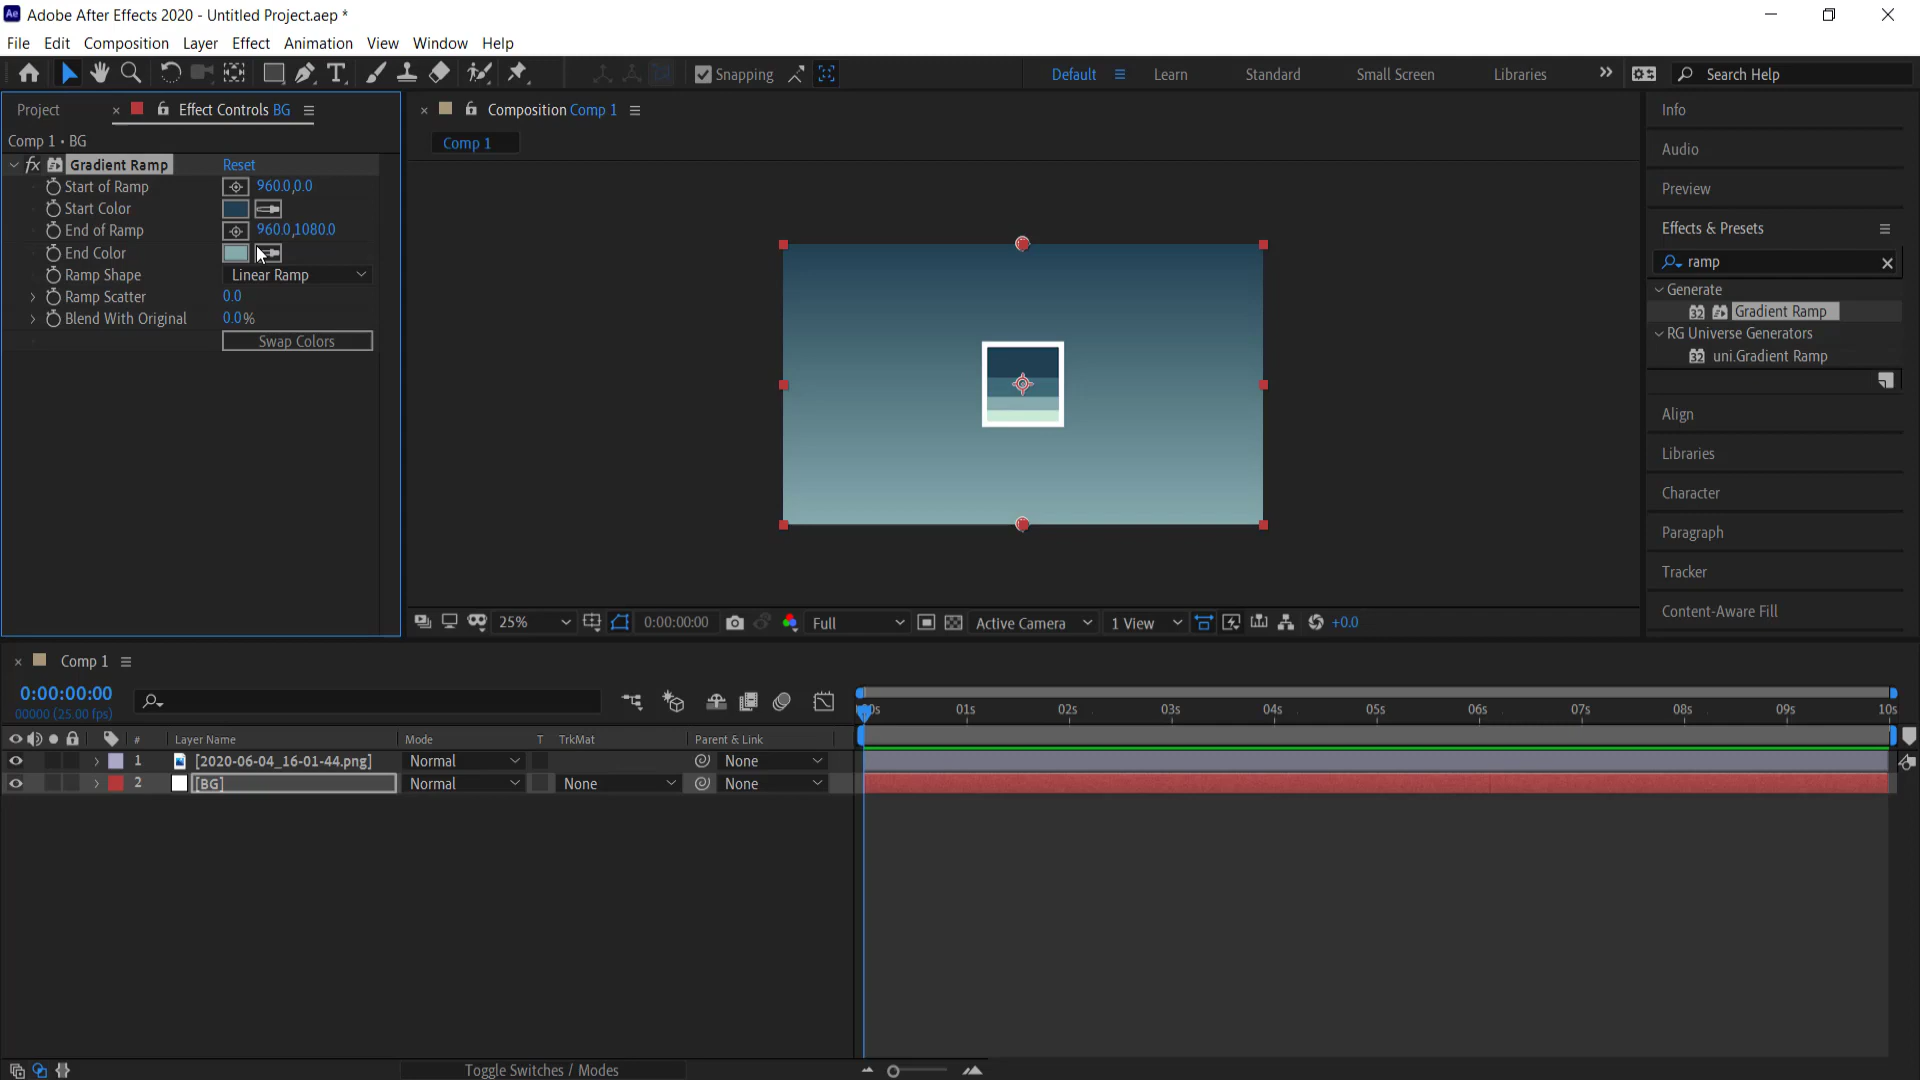 Adobe After Effects 2020 - Untitled Project.aep *
File Edit Composition Layer Effect Animation View Window Help
Snapping
Default Learn Standard Small Screen Libraries Search Help
Project Effect Controls BG Composition Comp 1 Info
Comp 1 • BG
Comp 1
fx Gradient Ramp Reset
Start of Ramp 960.0,0.0
Start Color
End of Ramp 960.0,1080.0
End Color
Ramp Shape Linear Ramp
Ramp Scatter 0.0
Blend With Original 0.0%
Swap Colors
Audio
Preview
Effects & Presets
ramp
Generate
32 Gradient Ramp
RG Universe Generators
32 uni.Gradient Ramp
Align
Libraries
Character
Paragraph
Tracker
Content-Aware Fill
25% 0:00:00:00 Full Active Camera 1 View +0.0
Comp 1
0:00:00:00
00000 (25.00 fps)
00s 01s 02s 03s 04s 05s 06s 07s 08s 09s 10s
# Layer Name Mode T TrkMat Parent & Link
1 [2020-06-04_16-01-44.png] Normal None
2 [BG] Normal None None
Toggle Switches / Modes